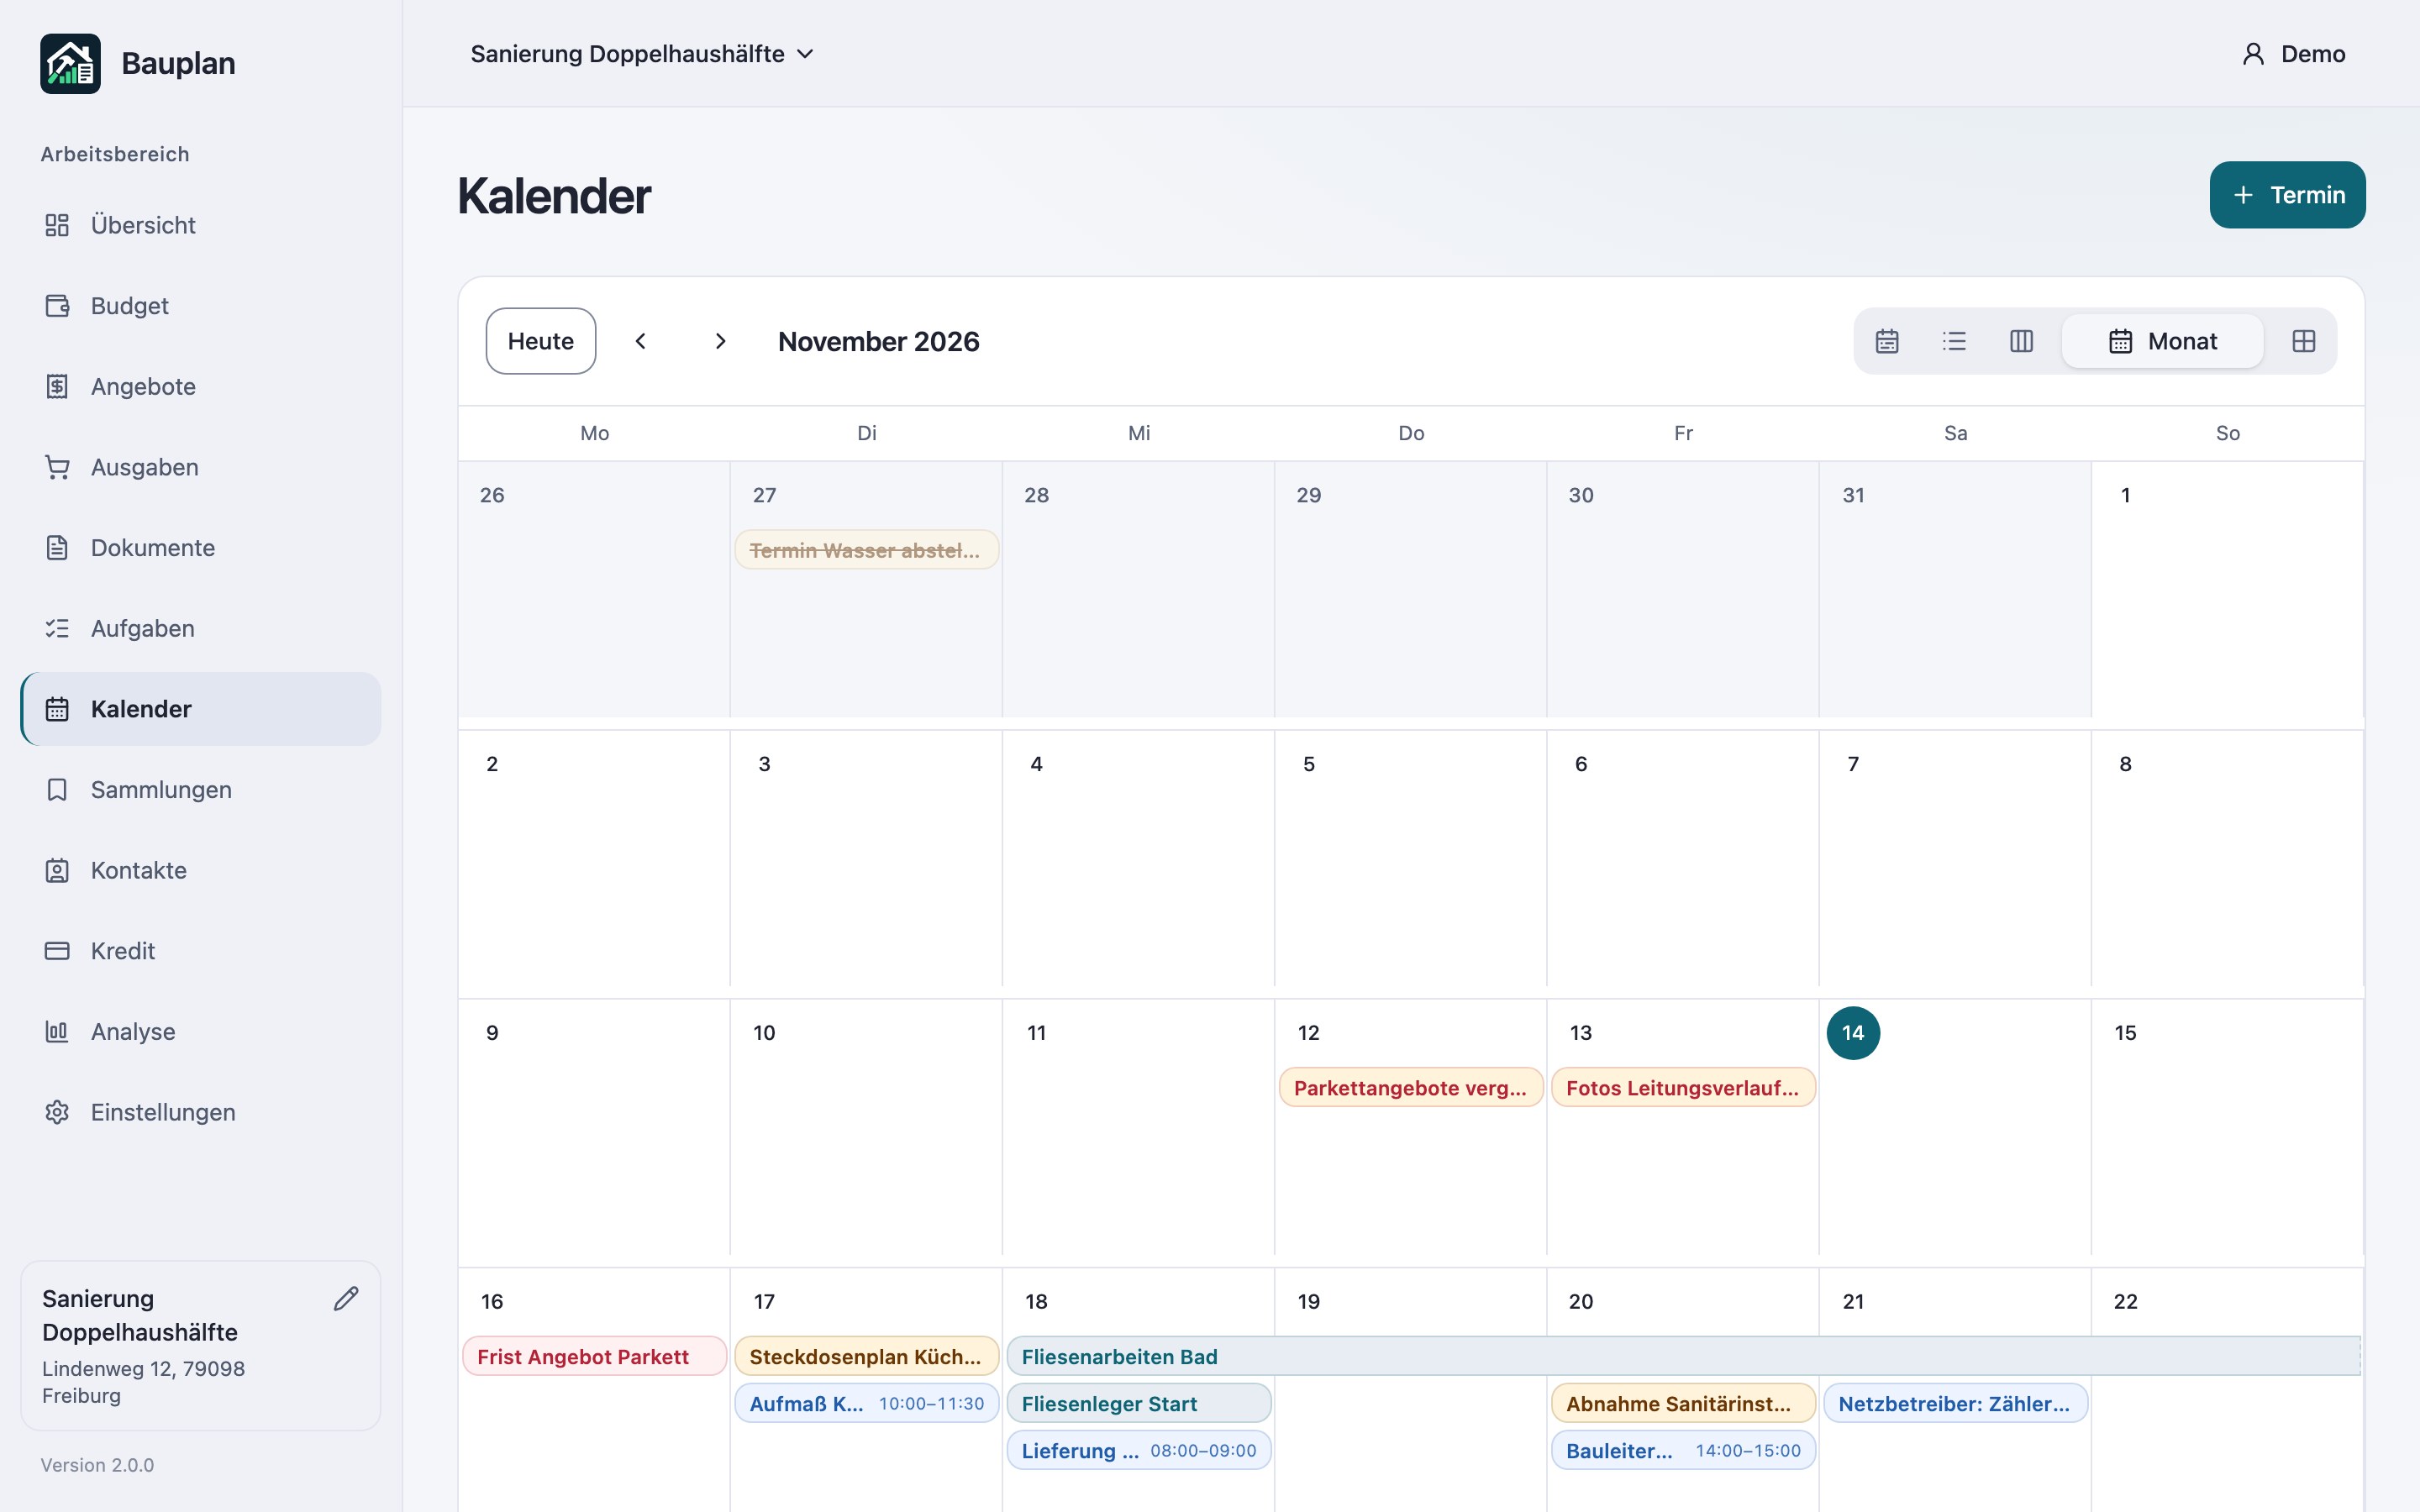 Bauplan
Arbeitsbereich
Übersicht
Budget
Angebote
Ausgaben
Dokumente
Aufgaben
Kalender
Sammlungen
Kontakte
Kredit
Analyse
Einstellungen
Sanierung
Doppelhaushälfte
Lindenweg 12, 79098
Freiburg
Version 2.0.0
Sanierung Doppelhaushälfte
Demo
Kalender
Termin
Heute
November 2026
Monat
Mo Di Mi Do Fr Sa So
26 27 28 29 30 31 1
Termin Wasser abstel...
2 3 4 5 6 7 8
9 10 11 12 13 14 15
Parkettangebote verg... Fotos Leitungsverlauf...
16 17 18 19 20 21 22
Frist Angebot Parkett Steckdosenplan Küch... Fliesenarbeiten Bad
Aufmaß K... 10:00–11:30 Fliesenleger Start Abnahme Sanitärinst... Netzbetreiber: Zähler...
Lieferung ... 08:00–09:00 Bauleiter... 14:00–15:00